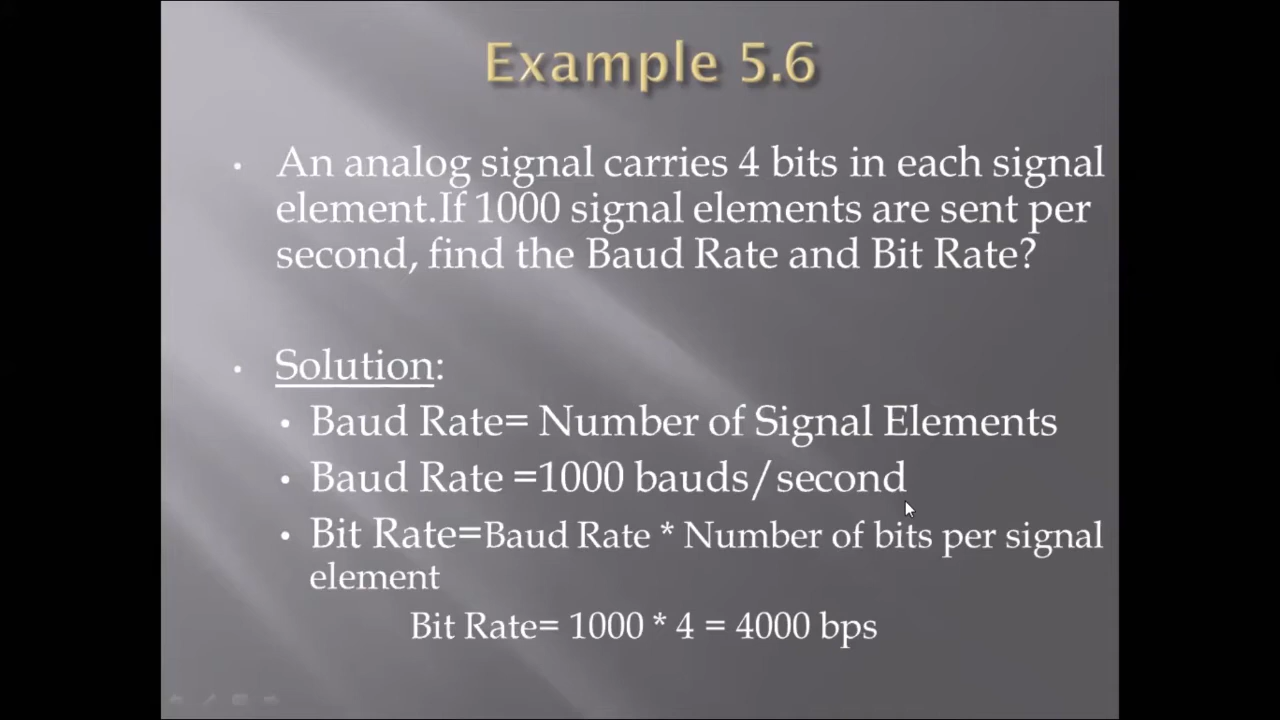 Example 5.6
• An analog signal carries 4 bits in each signal
element.If 1000 signal elements are sent per
second, find the Baud Rate and Bit Rate?
• Solution:
• Baud Rate= Number of Signal Elements
• Baud Rate =1000 bauds/second
• Bit Rate=Baud Rate * Number of bits per signal
element
Bit Rate= 1000 * 4 = 4000 bps